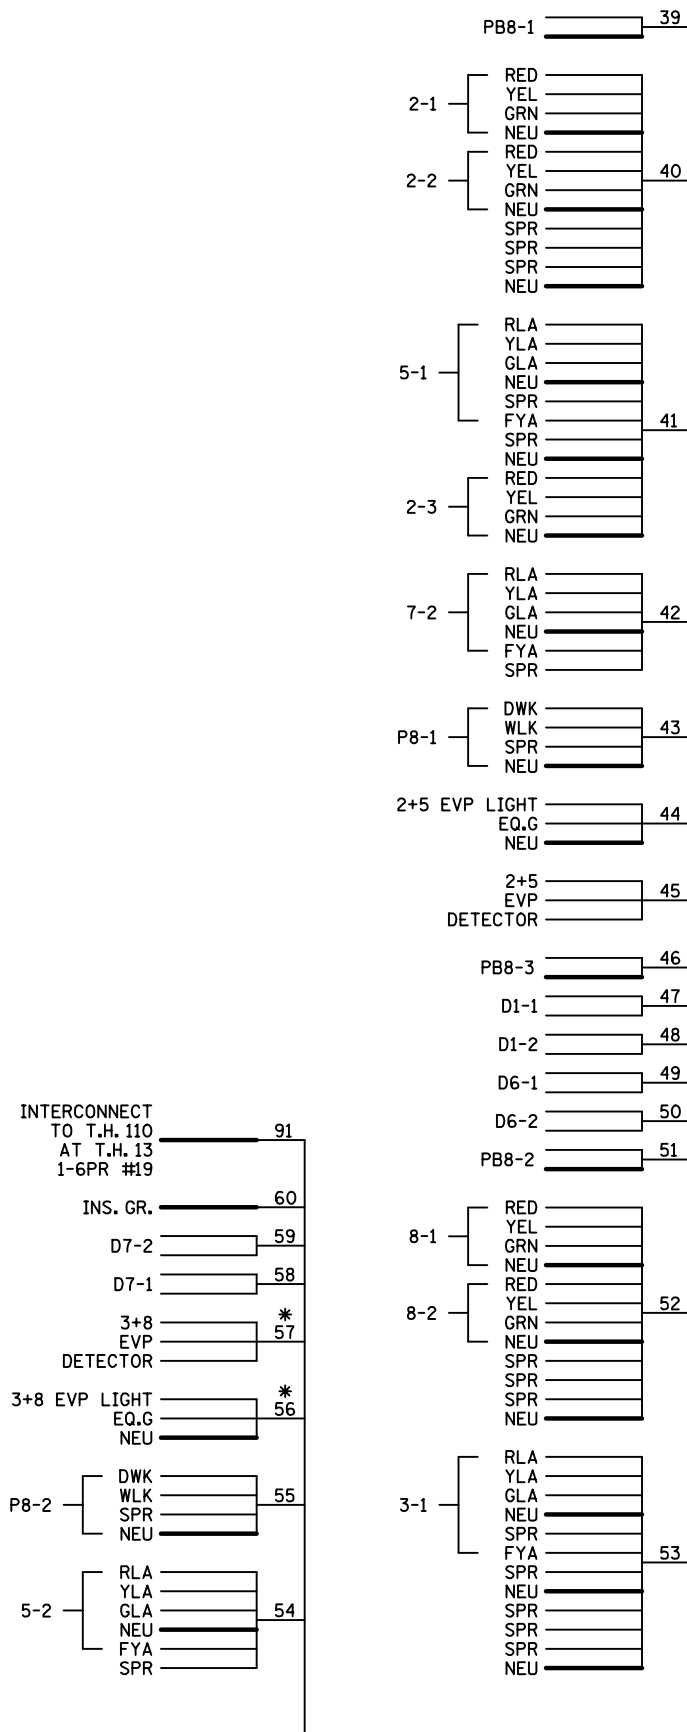 PB8-1
39
2-1
RED
YEL
GRN
NEU
2-2
RED
YEL
GRN
NEU
SPR
SPR
SPR
NEU
40
5-1
RLA
YLA
GLA
NEU
SPR
FYA
SPR
NEU
2-3
RED
YEL
GRN
NEU
41
7-2
RLA
YLA
GLA
NEU
FYA
SPR
42
P8-1
DWK
WLK
SPR
NEU
43
2+5 EVP LIGHT
EQ.G
NEU
44
2+5
EVP
DETECTOR
45
PB8-3
46
D1-1
47
D1-2
48
D6-1
49
D6-2
50
PB8-2
51
8-1
RED
YEL
GRN
NEU
8-2
RED
YEL
GRN
NEU
SPR
SPR
SPR
NEU
52
3-1
RLA
YLA
GLA
NEU
SPR
FYA
SPR
NEU
SPR
SPR
SPR
NEU
53
INTERCONNECT
TO T.H. 110
AT T.H. 13
1-6PR #19
91
INS. GR.
60
D7-2
59
D7-1
58
3+8
EVP
DETECTOR
*
57
3+8 EVP LIGHT
EQ.G
NEU
*
56
P8-2
DWK
WLK
SPR
NEU
55
5-2
RLA
YLA
GLA
NEU
FYA
SPR
54